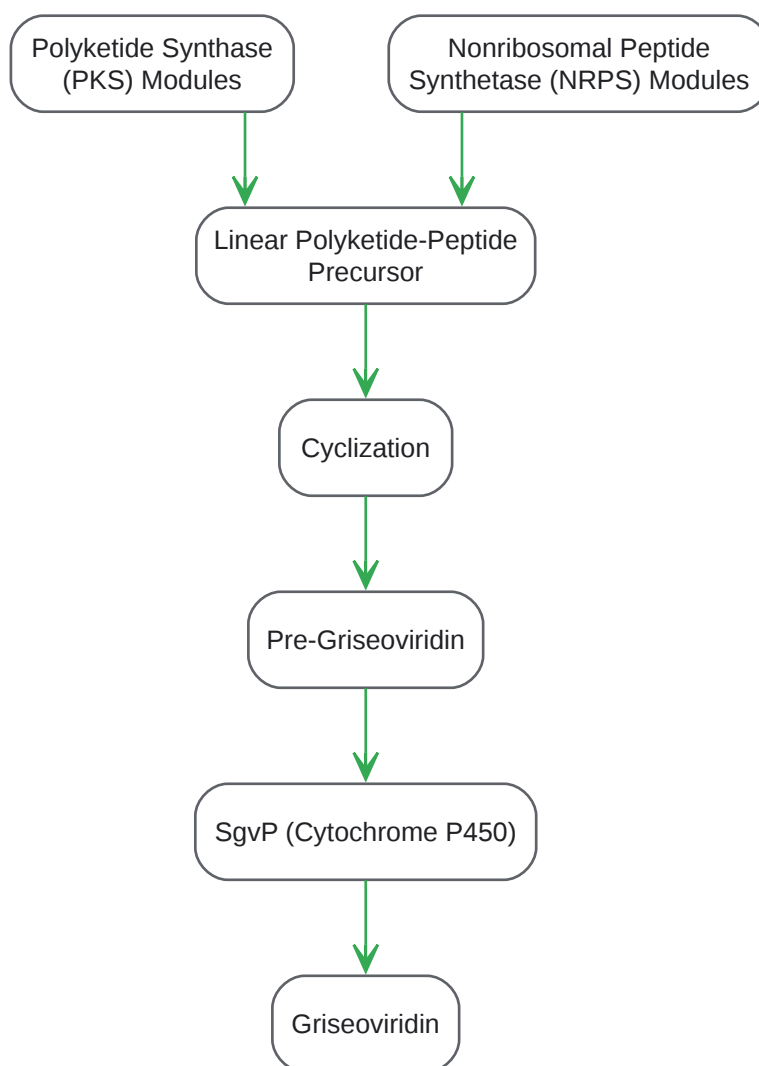 Polyketide Synthase
(PKS) Modules
Nonribosomal Peptide
Synthetase (NRPS) Modules
Linear Polyketide-Peptide
Precursor
Cyclization
Pre-Griseoviridin
SgvP (Cytochrome P450)
Griseoviridin